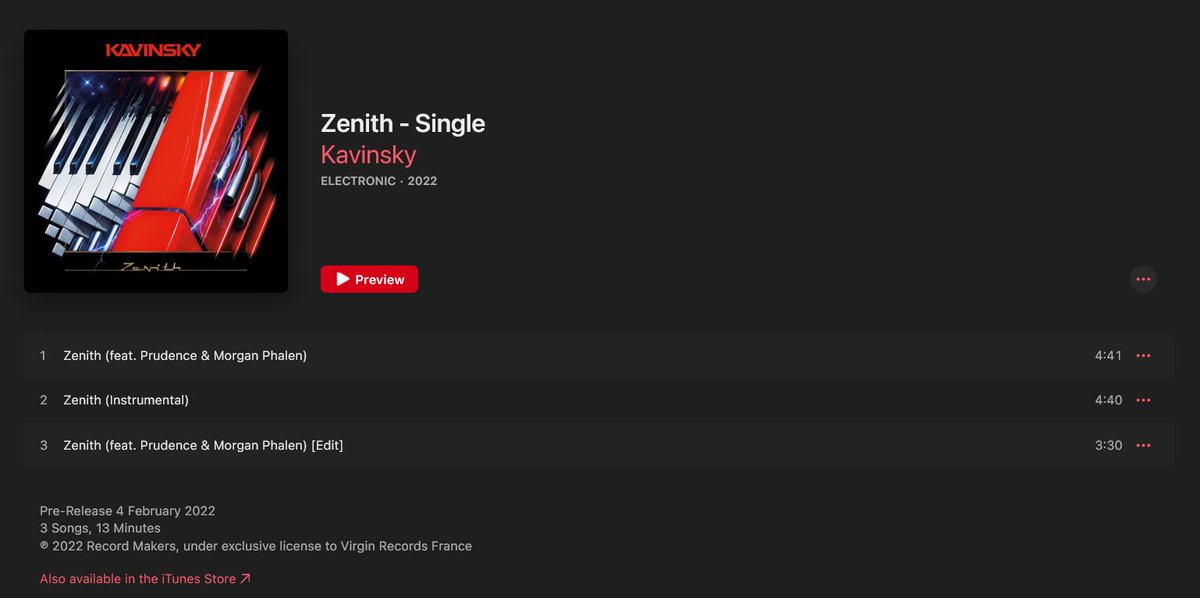 KAVINSKY
Zenith
Zenith - Single
Kavinsky
ELECTRONIC · 2022
Preview
1 Zenith (feat. Prudence & Morgan Phalen) 4:41
2 Zenith (Instrumental) 4:40
3 Zenith (feat. Prudence & Morgan Phalen) [Edit] 3:30
Pre-Release 4 February 2022
3 Songs, 13 Minutes
℗ 2022 Record Makers, under exclusive license to Virgin Records France
Also available in the iTunes Store ↗